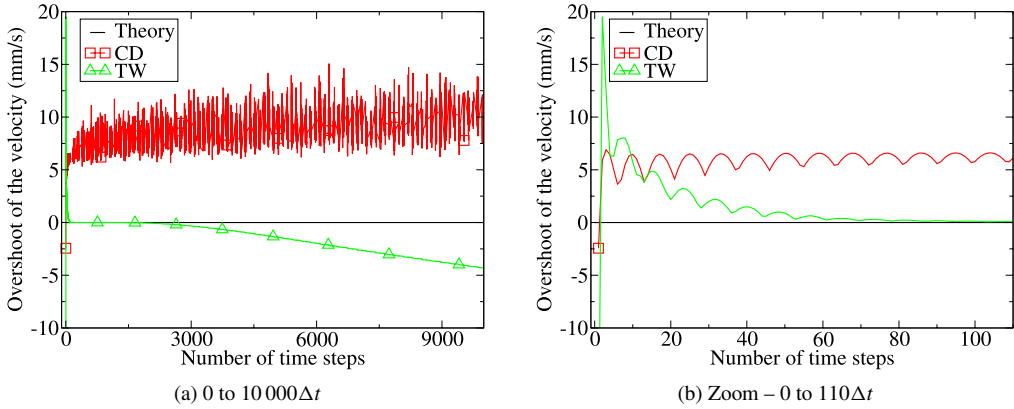 Overshoot of the velocity (mm/s)
20
15
10
5
0
-5
-10
Theory
CD
TW
0
3000
6000
9000
Number of time steps
(a) 0 to 10 000Δt
Overshoot of the velocity (mm/s)
20
15
10
5
0
-5
-10
Theory
CD
TW
0
20
40
60
80
100
Number of time steps
(b) Zoom – 0 to 110Δt